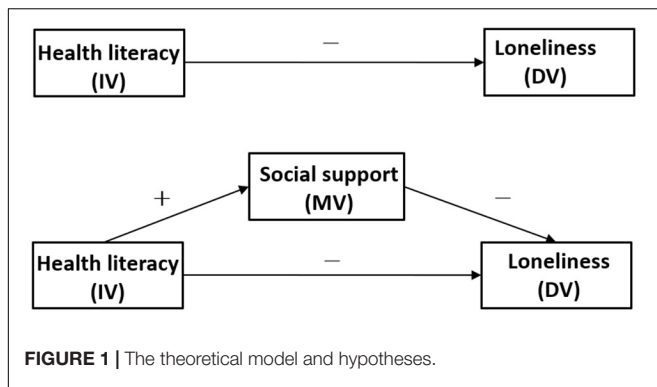 −
Health literacy
(IV)
Loneliness
(DV)
Social support
(MV)
+
−
Health literacy
(IV)
−
Loneliness
(DV)
FIGURE 1 | The theoretical model and hypotheses.